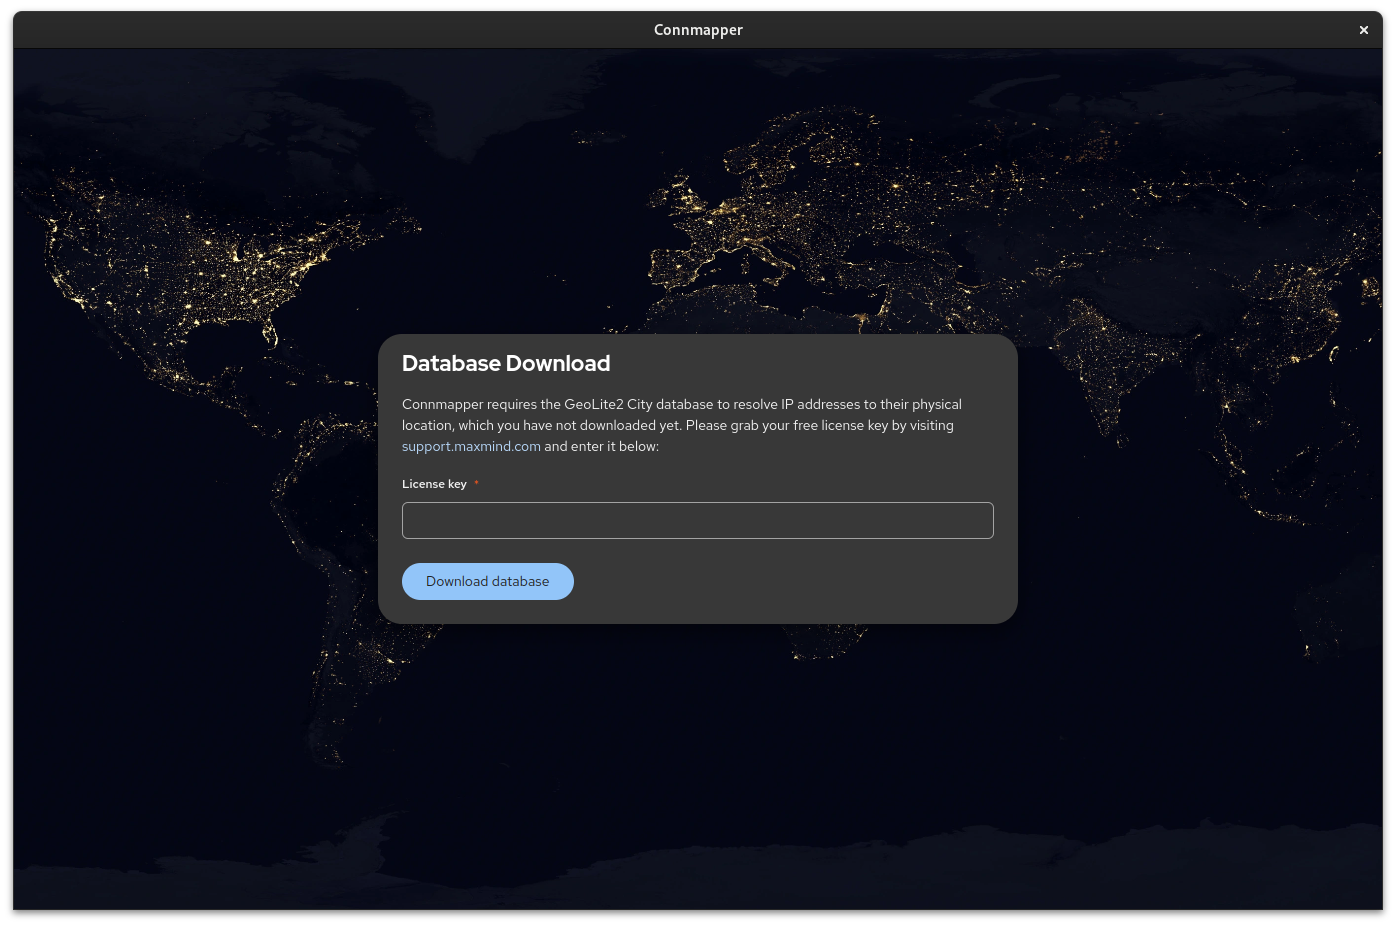 Connmapper
Database Download
Connmapper requires the GeoLite2 City database to resolve IP addresses to their physical
location, which you have not downloaded yet. Please grab your free license key by visiting
support.maxmind.com and enter it below:
License key *
Download database